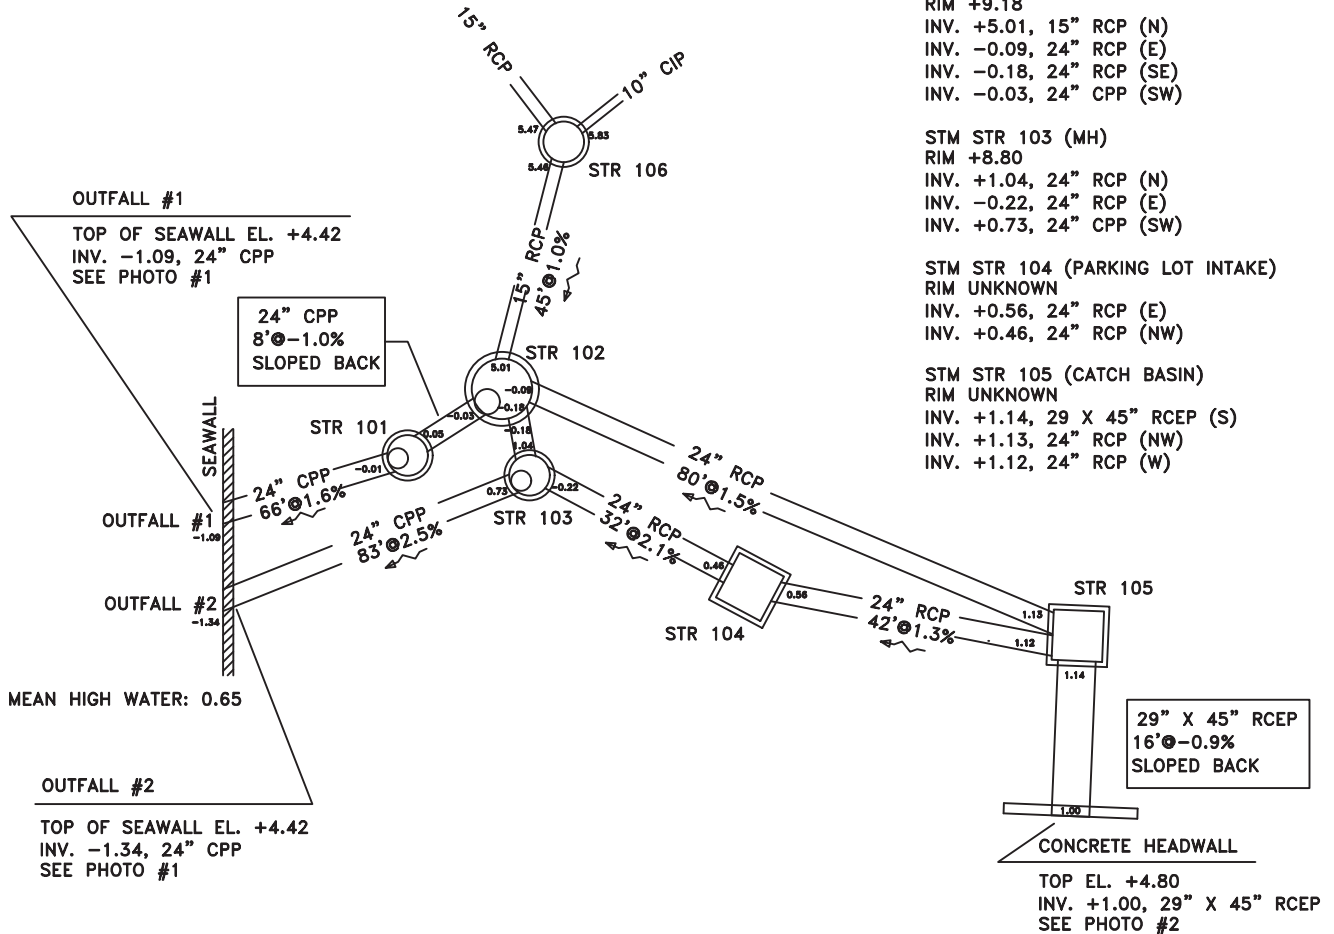 15” RCP
10” CIP
5.47
5.83
5.46
STR 106
RIM +9.18
INV. +5.01, 15” RCP (N)
INV. −0.09, 24” RCP (E)
INV. −0.18, 24” RCP (SE)
INV. −0.03, 24” CPP (SW)
STM STR 103 (MH)
RIM +8.80
INV. +1.04, 24” RCP (N)
INV. −0.22, 24” RCP (E)
INV. +0.73, 24” CPP (SW)
STM STR 104 (PARKING LOT INTAKE)
RIM UNKNOWN
INV. +0.56, 24” RCP (E)
INV. +0.46, 24” RCP (NW)
STM STR 105 (CATCH BASIN)
RIM UNKNOWN
INV. +1.14, 29 X 45” RCEP (S)
INV. +1.13, 24” RCP (NW)
INV. +1.12, 24” RCP (W)
OUTFALL #1
TOP OF SEAWALL EL. +4.42
INV. −1.09, 24” CPP
SEE PHOTO #1
24” CPP
8'@−1.0%
SLOPED BACK
15” RCP
45'@1.0%
STR 102
5.01
−0.09
−0.18
−0.03
−0.18
1.04
STR 101
0.05
−0.01
SEAWALL
24” CPP
66'@1.6%
OUTFALL #1
−1.09
0.73
−0.22
STR 103
24” CPP
83'@2.5%
24” RCP
80'@1.5%
24” RCP
32'@2.1%
0.46
0.56
STR 104
24” RCP
42'@1.3%
STR 105
1.13
1.12
1.14
OUTFALL #2
−1.34
MEAN HIGH WATER: 0.65
29” X 45” RCEP
16'@−0.9%
SLOPED BACK
1.00
OUTFALL #2
TOP OF SEAWALL EL. +4.42
INV. −1.34, 24” CPP
SEE PHOTO #1
CONCRETE HEADWALL
TOP EL. +4.80
INV. +1.00, 29” X 45” RCEP
SEE PHOTO #2